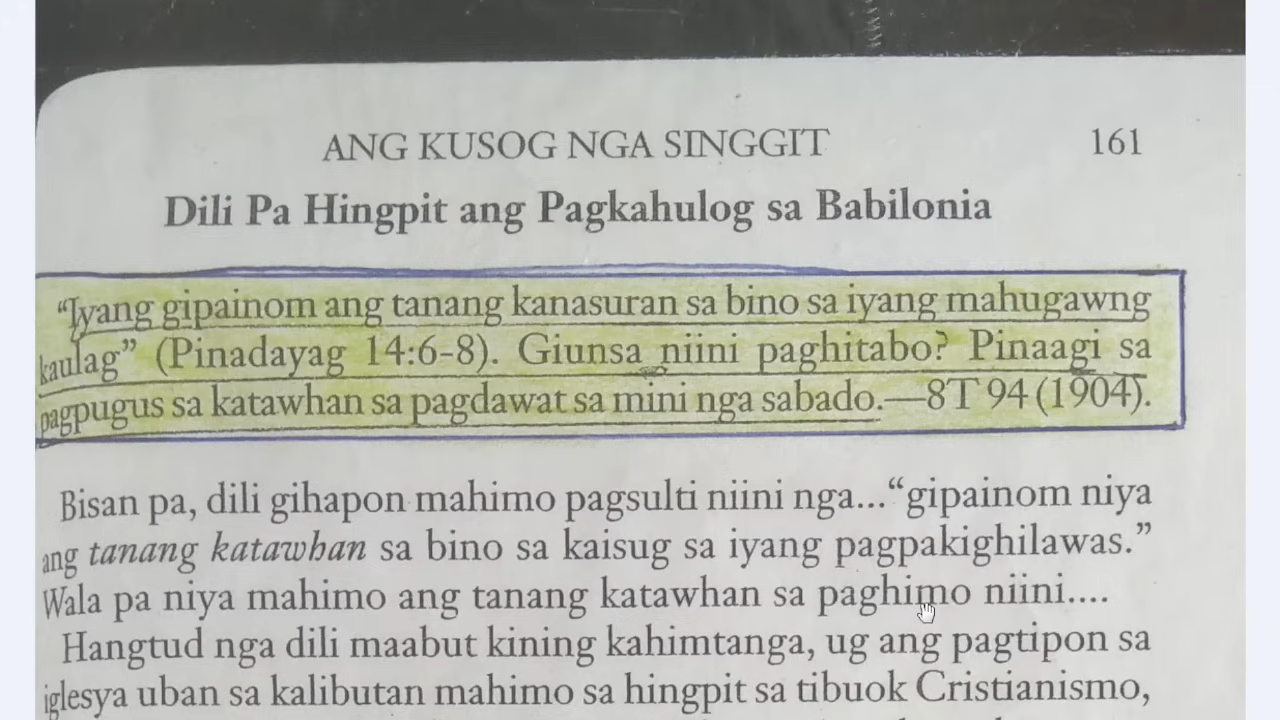 ANG KUSOG NGA SINGGIT 161
Dili Pa Hingpit ang Pagkahulog sa Babilonia
“Iyang gipainom ang tanang kanasuran sa bino sa iyang mahugawng
kaulag” (Pinadayag 14:6-8). Giunsa niini paghitabo? Pinaagi sa
pagpugus sa katawhan sa pagdawat sa mini nga sabado.—8T 94 (1904).
Bisan pa, dili gihapon mahimo pagsulti niini nga...“gipainom niya
ang tanang katawhan sa bino sa kaisug sa iyang pagpakighilawas.”
Wala pa niya mahimo ang tanang katawhan sa paghimo niini....
Hangtud nga dili maabut kining kahimtanga, ug ang pagtipon sa
iglesya uban sa kalibutan mahimo sa hingpit sa tibuok Cristianismo,